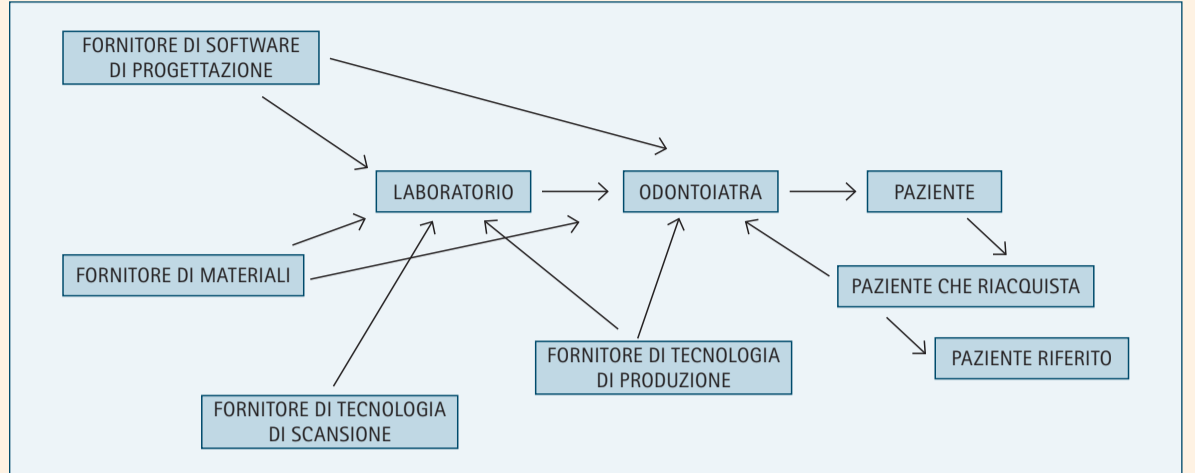 FORNITORE DI SOFTWARE
DI PROGETTAZIONE
LABORATORIO
ODONTOIATRA
PAZIENTE
FORNITORE DI MATERIALI
PAZIENTE CHE RIACQUISTA
FORNITORE DI TECNOLOGIA
DI PRODUZIONE
PAZIENTE RIFERITO
FORNITORE DI TECNOLOGIA
DI SCANSIONE